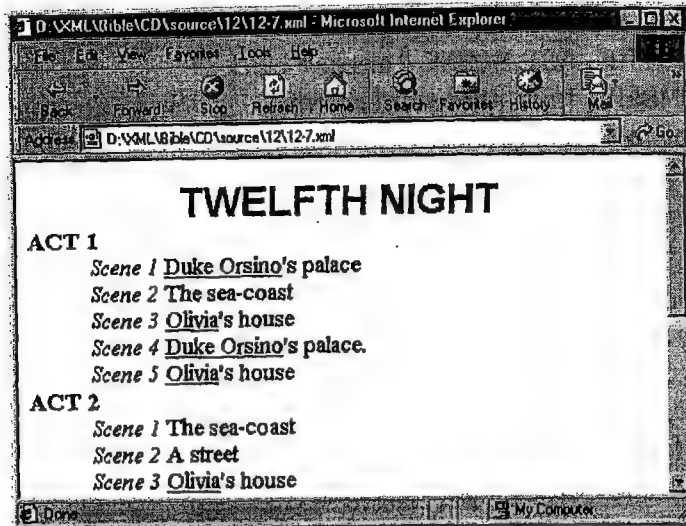 D:\XML\Bible\CD\source\12\12-7.xml - Microsoft Internet Explorer
File Edit View Favorites Tools Help
Back Forward Stop Refresh Home Search Favorites History Mail
Address D:\XML\Bible\CD\source\12\12-7.xml Go
TWELFTH NIGHT
ACT 1
Scene 1 Duke Orsino's palace
Scene 2 The sea-coast
Scene 3 Olivia's house
Scene 4 Duke Orsino's palace.
Scene 5 Olivia's house
ACT 2
Scene 1 The sea-coast
Scene 2 A street
Scene 3 Olivia's house
Done My Computer